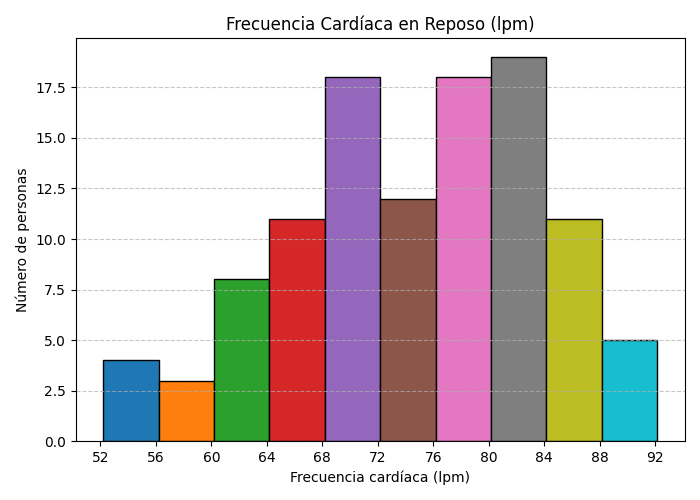 Frecuencia Cardíaca en Reposo (lpm)
Número de personas
17.5
15.0
12.5
10.0
7.5
5.0
2.5
0.0
52 56 60 64 68 72 76 80 84 88 92
Frecuencia cardíaca (lpm)